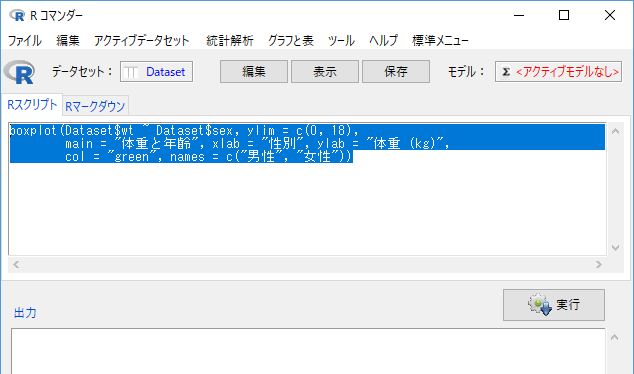 R コマンダー
ファイル 編集 アクティブデータセット 統計解析 グラフと表 ツール ヘルプ 標準メニュー
データセット： Dataset 編集 表示 保存 モデル： Σ <アクティブモデルなし>
Rスクリプト Rマークダウン
boxplot(Dataset$wt ~ Dataset$sex, ylim = c(0, 18),
main = "体重と年齢", xlab = "性別", ylab = "体重 (kg)",
col = "green", names = c("男性", "女性"))
実行
出力